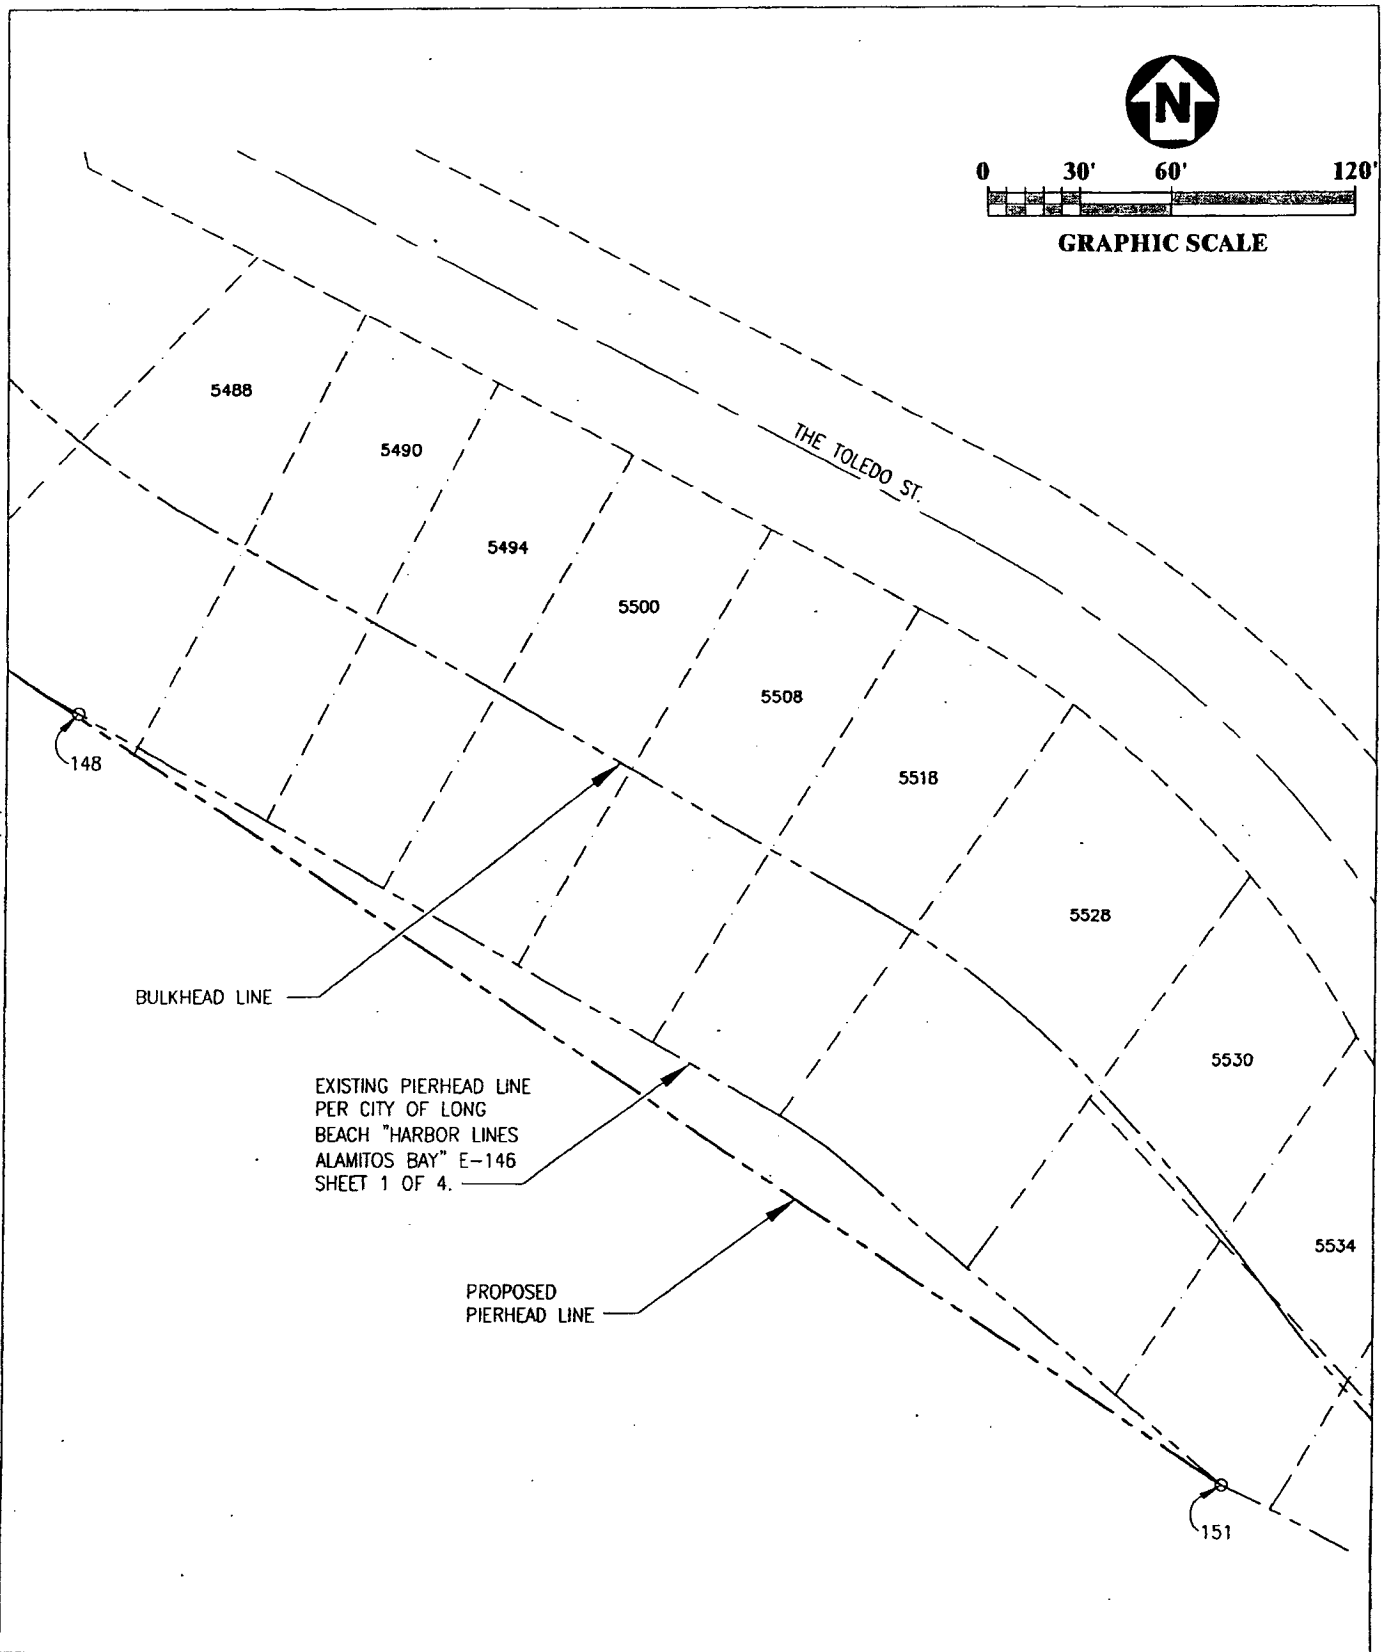 N
0 30' 60' 120'
GRAPHIC SCALE
THE TOLEDO ST.
5488
5490
5494
5500
5508
5518
5528
5530
5534
148
BULKHEAD LINE
EXISTING PIERHEAD LINE
PER CITY OF LONG
BEACH "HARBOR LINES
ALAMITOS BAY" E-146
SHEET 1 OF 4.
PROPOSED
PIERHEAD LINE
151